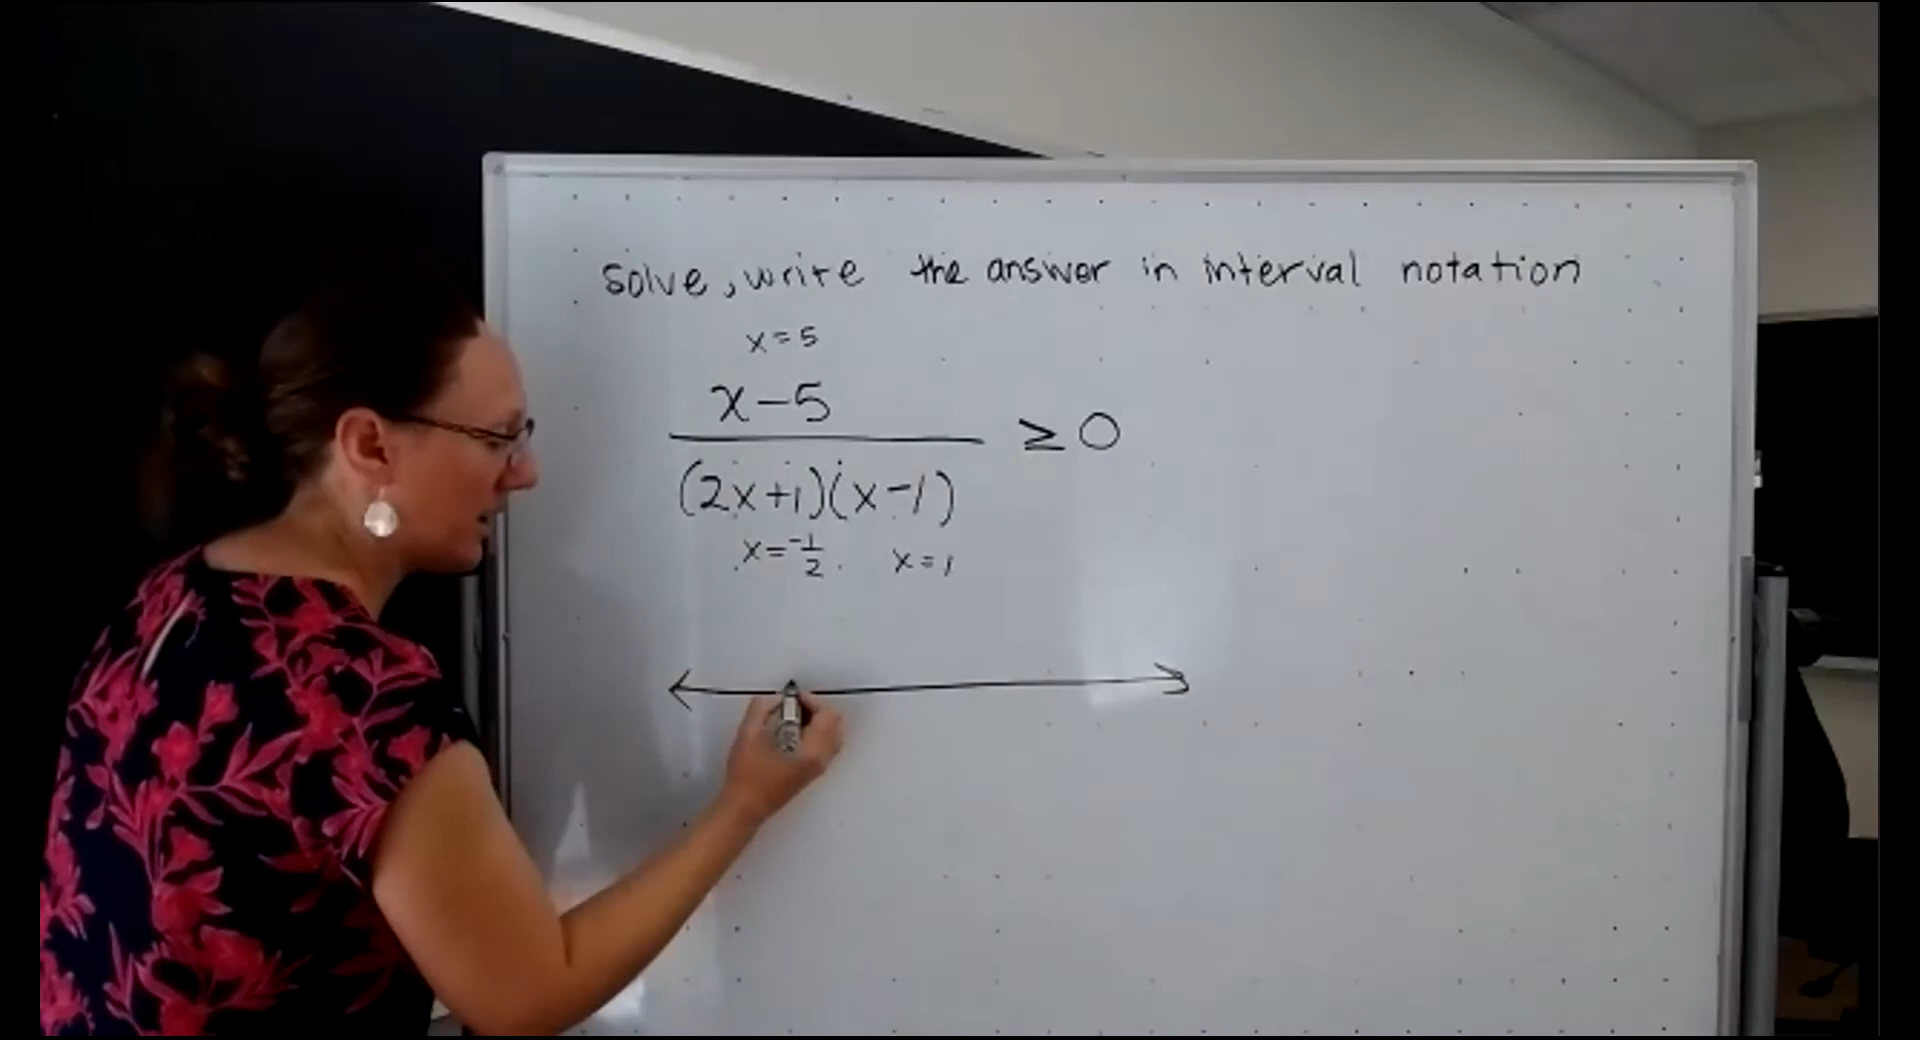 Solve, write the answer in interval notation
x=5
x-5
≥0
(2x+1)(x-1)
x=-1/2 x=1